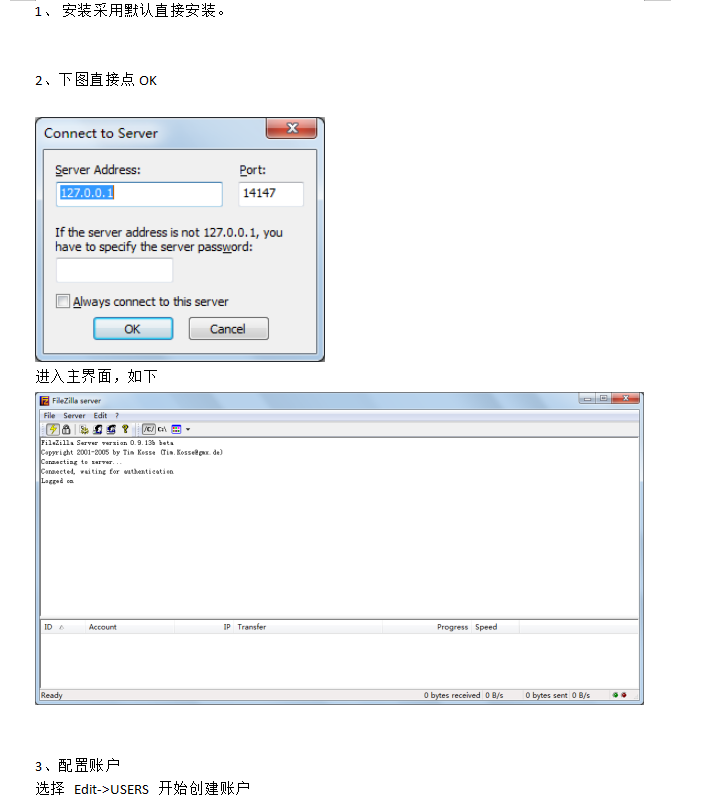 1、 安装采用默认直接安装。
2、下图直接点 OK
Connect to Server
Server Address: Port:
127.0.0.1 14147
If the server address is not 127.0.0.1, you
have to specify the server password:
Always connect to this server
OK Cancel
进入主界面，如下
FileZilla server
File Server Edit ?
/C/ C:\
FileZilla Server version 0.9.13b beta
Copyright 2001-2005 by Tim Kosse (Tim.Kosse@gmx.de)
Connecting to server...
Connected, waiting for authentication
Logged on
ID Account IP Transfer Progress Speed
Ready 0 bytes received 0 B/s 0 bytes sent 0 B/s
3、配置账户
选择 Edit->USERS 开始创建账户